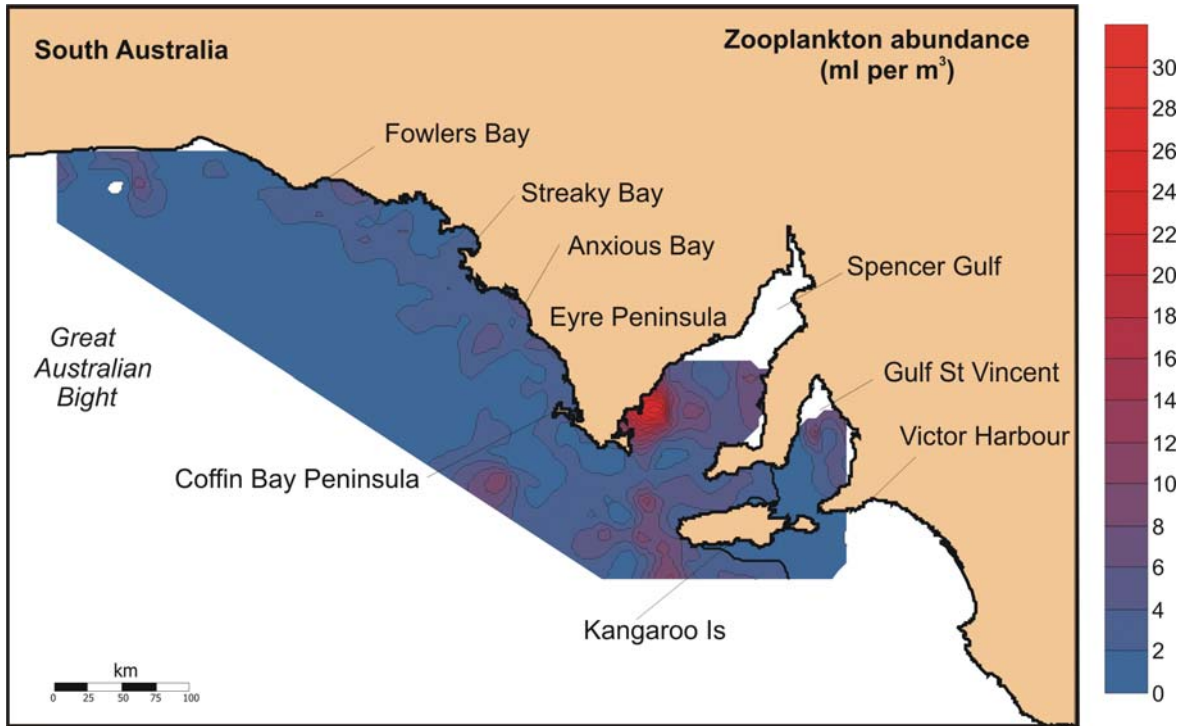 South Australia
Zooplankton abundance
(ml per m³)
Fowlers Bay
Streaky Bay
Anxious Bay
Spencer Gulf
Eyre Peninsula
Great
Australian
Bight
Gulf St Vincent
Victor Harbour
Coffin Bay Peninsula
Kangaroo Is
km
0 25 50 75 100
30
28
26
24
22
20
18
16
14
12
10
8
6
4
2
0